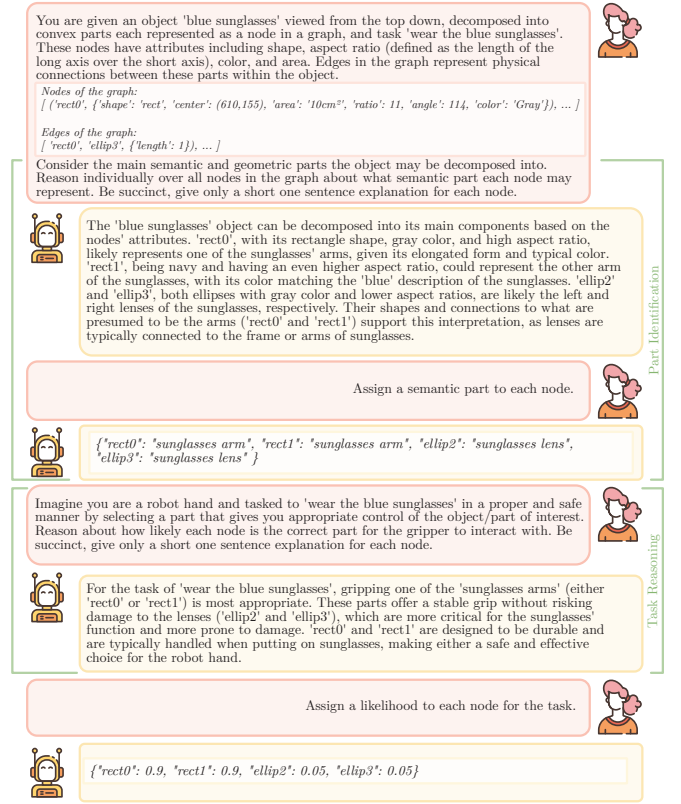 You are given an object 'blue sunglasses' viewed from the top down, decomposed into
convex parts each represented as a node in a graph, and task 'wear the blue sunglasses'.
These nodes have attributes including shape, aspect ratio (defined as the length of the
long axis over the short axis), color, and area. Edges in the graph represent physical
connections between these parts within the object.
Nodes of the graph:
[ ('rect0', {'shape': 'rect', 'center': (610,155), 'area': '10cm²', 'ratio': 11, 'angle': 114, 'color': 'Gray'}), ... ]
Edges of the graph:
[ 'rect0', 'ellip3', {'length': 1}), ... ]
Consider the main semantic and geometric parts the object may be decomposed into.
Reason individually over all nodes in the graph about what semantic part each node may
represent. Be succinct, give only a short one sentence explanation for each node.
The 'blue sunglasses' object can be decomposed into its main components based on the
nodes' attributes. 'rect0', with its rectangle shape, gray color, and high aspect ratio,
likely represents one of the sunglasses' arms, given its elongated form and typical color.
'rect1', being navy and having an even higher aspect ratio, could represent the other arm
of the sunglasses, with its color matching the 'blue' description of the sunglasses. 'ellip2'
and 'ellip3', both ellipses with gray color and lower aspect ratios, are likely the left and
right lenses of the sunglasses, respectively. Their shapes and connections to what are
presumed to be the arms ('rect0' and 'rect1') support this interpretation, as lenses are
typically connected to the frame or arms of sunglasses.
Part Identification
Assign a semantic part to each node.
{"rect0": "sunglasses arm", "rect1": "sunglasses arm", "ellip2": "sunglasses lens",
"ellip3": "sunglasses lens" }
Imagine you are a robot hand and tasked to 'wear the blue sunglasses' in a proper and safe
manner by selecting a part that gives you appropriate control of the object/part of interest.
Reason about how likely each node is the correct part for the gripper to interact with. Be
succinct, give only a short one sentence explanation for each node.
For the task of 'wear the blue sunglasses', gripping one of the 'sunglasses arms' (either
'rect0' or 'rect1') is most appropriate. These parts offer a stable grip without risking
damage to the lenses ('ellip2' and 'ellip3'), which are more critical for the sunglasses'
function and more prone to damage. 'rect0' and 'rect1' are designed to be durable and
are typically handled when putting on sunglasses, making either a safe and effective
choice for the robot hand.
Task Reasoning
Assign a likelihood to each node for the task.
{"rect0": 0.9, "rect1": 0.9, "ellip2": 0.05, "ellip3": 0.05}